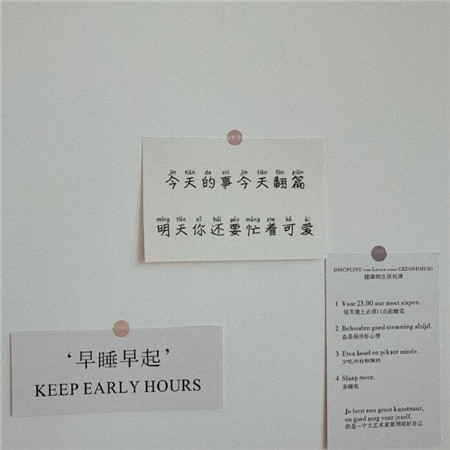 jīn tiān de shì jīn tiān fān piān
今天的事今天翻篇
míng tiān nǐ hái yào máng zhe kě ài
明天你还要忙着可爱
‘早睡早起’
KEEP EARLY HOURS
DISCPLINE van Leven voor GEZONDHEID
健康的生活纪律
1 Voor 23.00 uur moet slapen.
每天晚上必须11点前睡觉
2 Behouden goed stemming altijd.
总是保持好心情
3 Eten koud en pikant minde.
少吃冷的和辣的
4 Slaap meer.
多睡觉
Je bent een groot kunstnaar,
en goed zorg voor jezelf.
你是一个大艺术家要照顾好自己